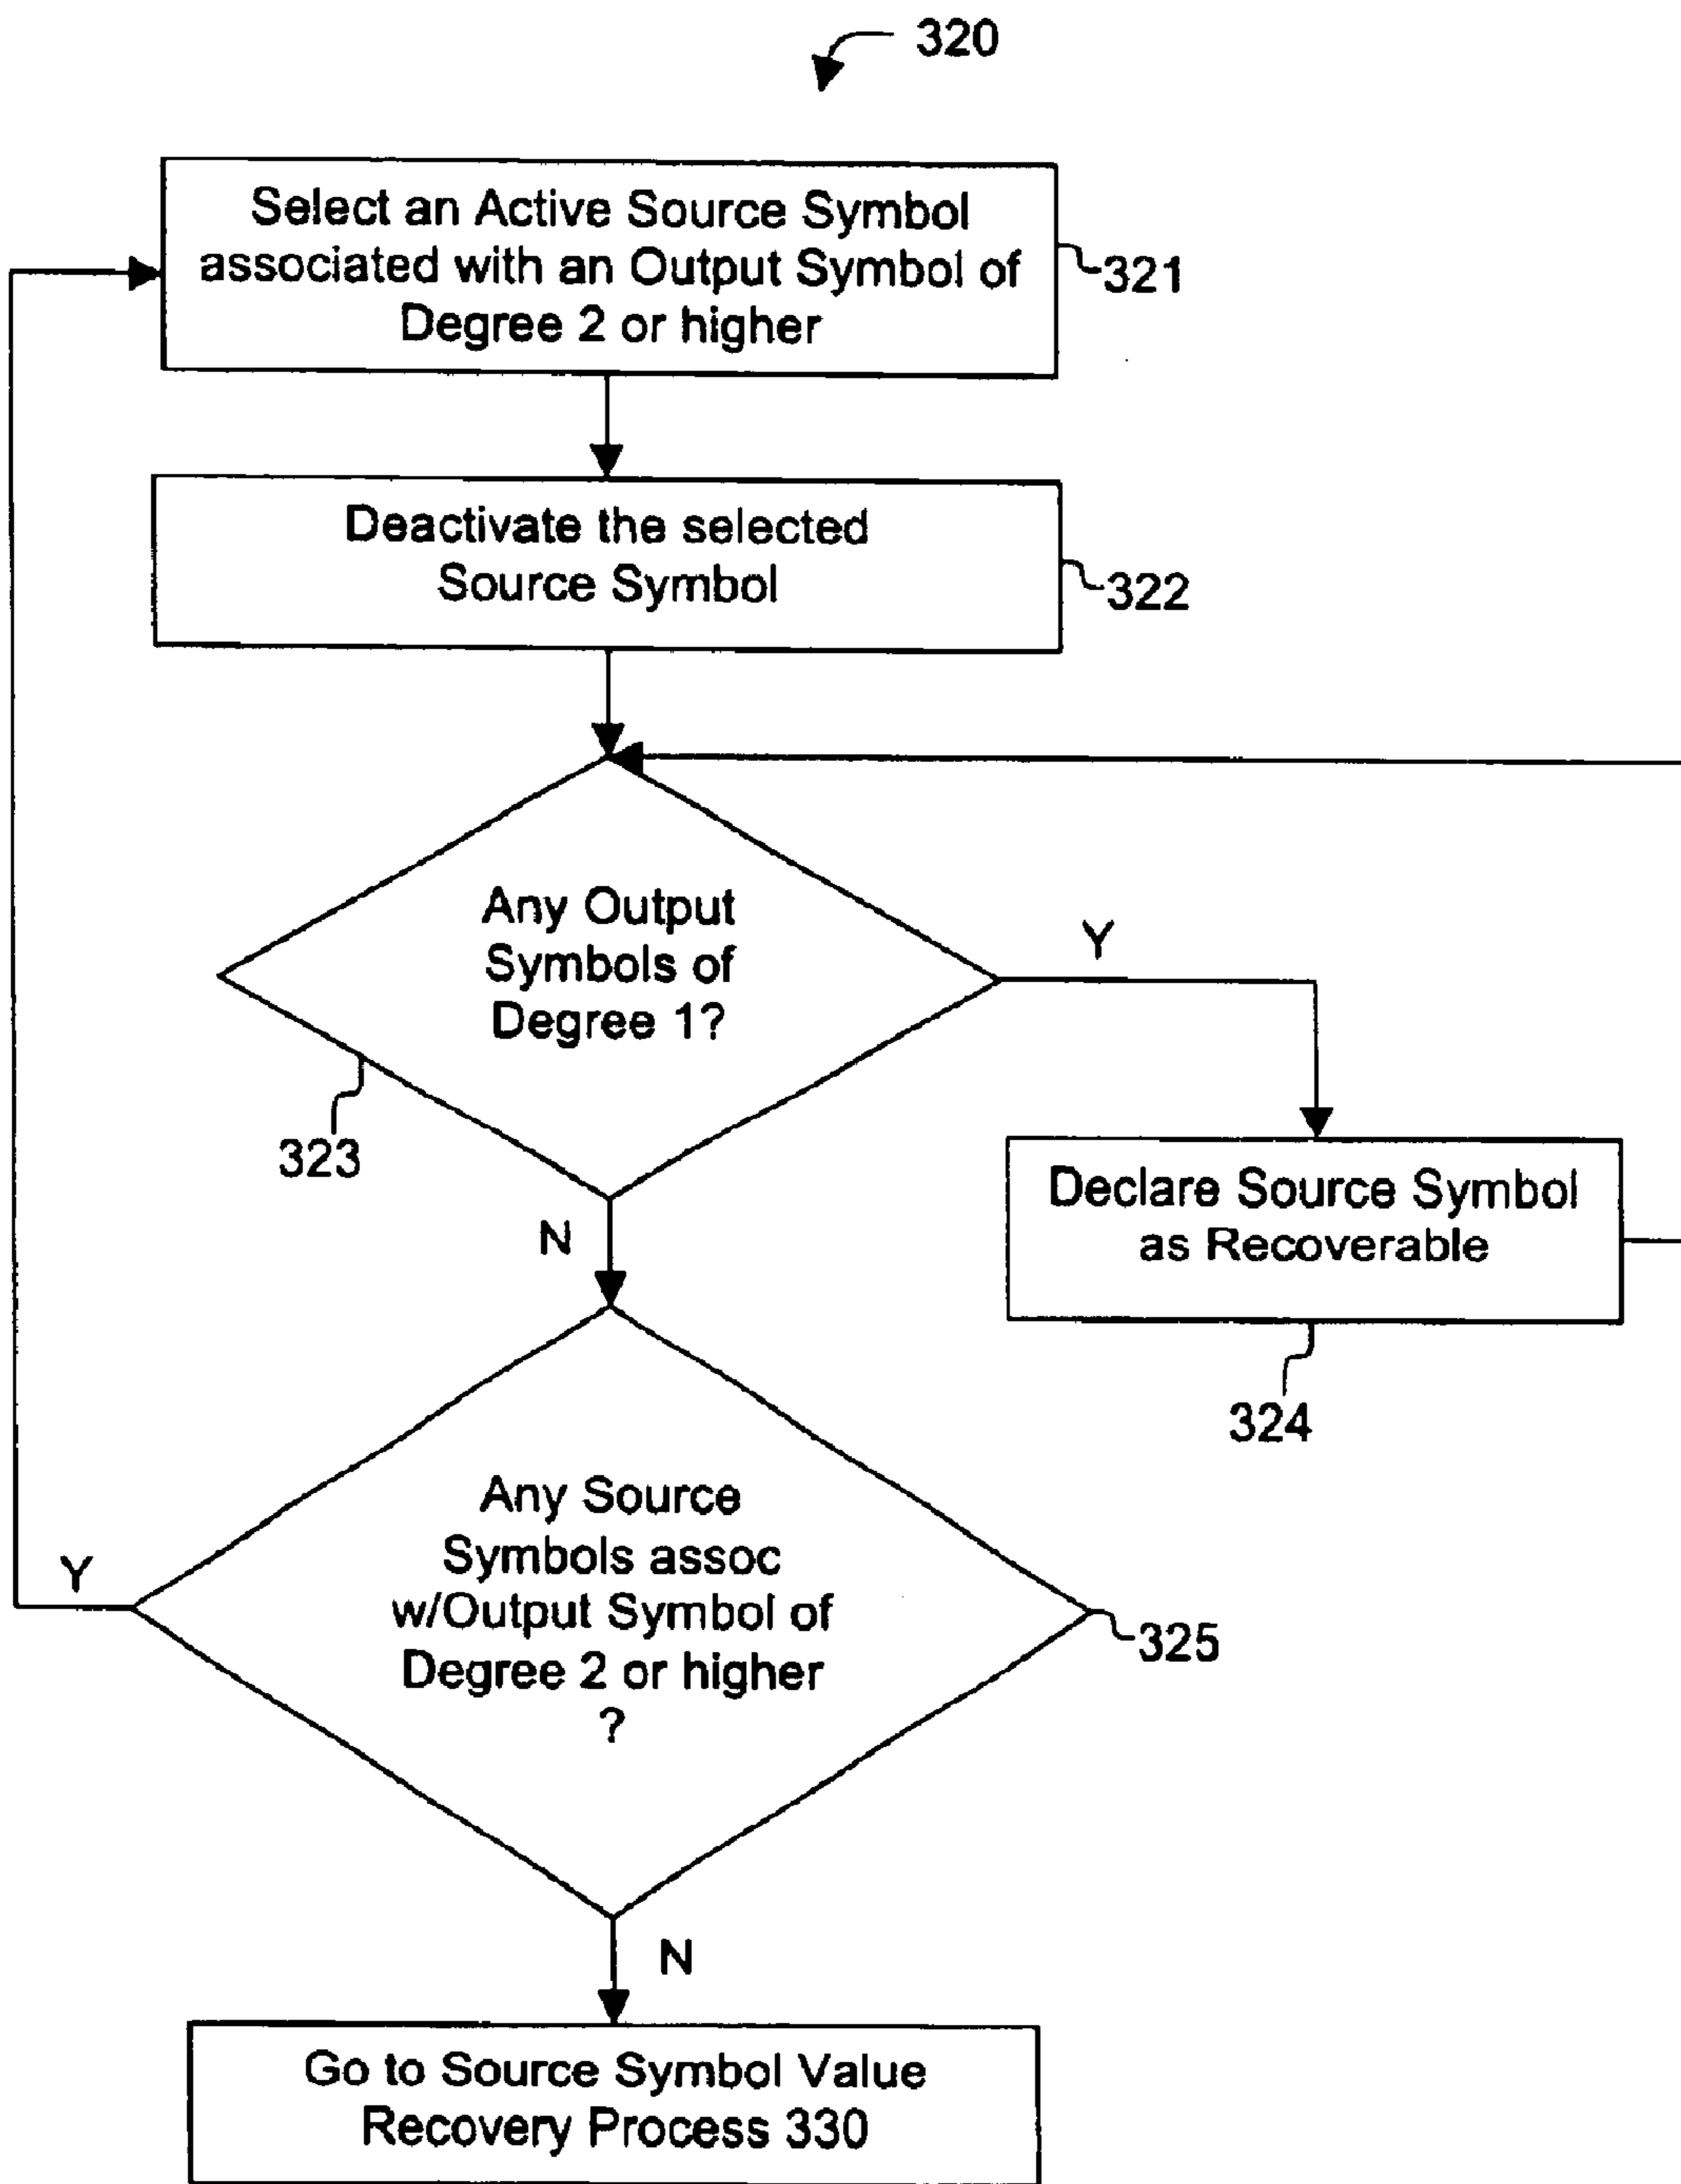 320
Select an Active Source Symbol
associated with an Output Symbol of
Degree 2 or higher
321
Deactivate the selected
Source Symbol
322
Any Output
Symbols of
Degree 1?
Y
323
N
Declare Source Symbol
as Recoverable
324
Any Source
Symbols assoc
w/Output Symbol of
Degree 2 or higher
?
Y
325
N
Go to Source Symbol Value
Recovery Process 330